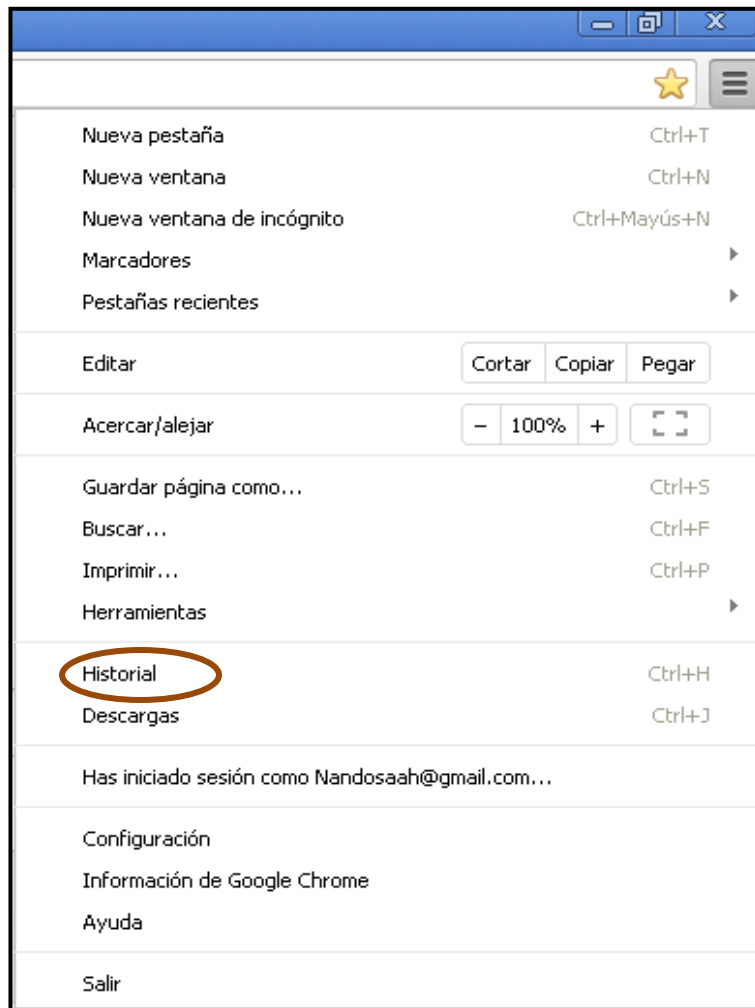 Nueva pestaña Ctrl+T
Nueva ventana Ctrl+N
Nueva ventana de incógnito Ctrl+Mayús+N
Marcadores
Pestañas recientes
Editar Cortar Copiar Pegar
Acercar/alejar − 100% +
Guardar página como... Ctrl+S
Buscar... Ctrl+F
Imprimir... Ctrl+P
Herramientas
Historial Ctrl+H
Descargas Ctrl+J
Has iniciado sesión como Nandosaah@gmail.com...
Configuración
Información de Google Chrome
Ayuda
Salir